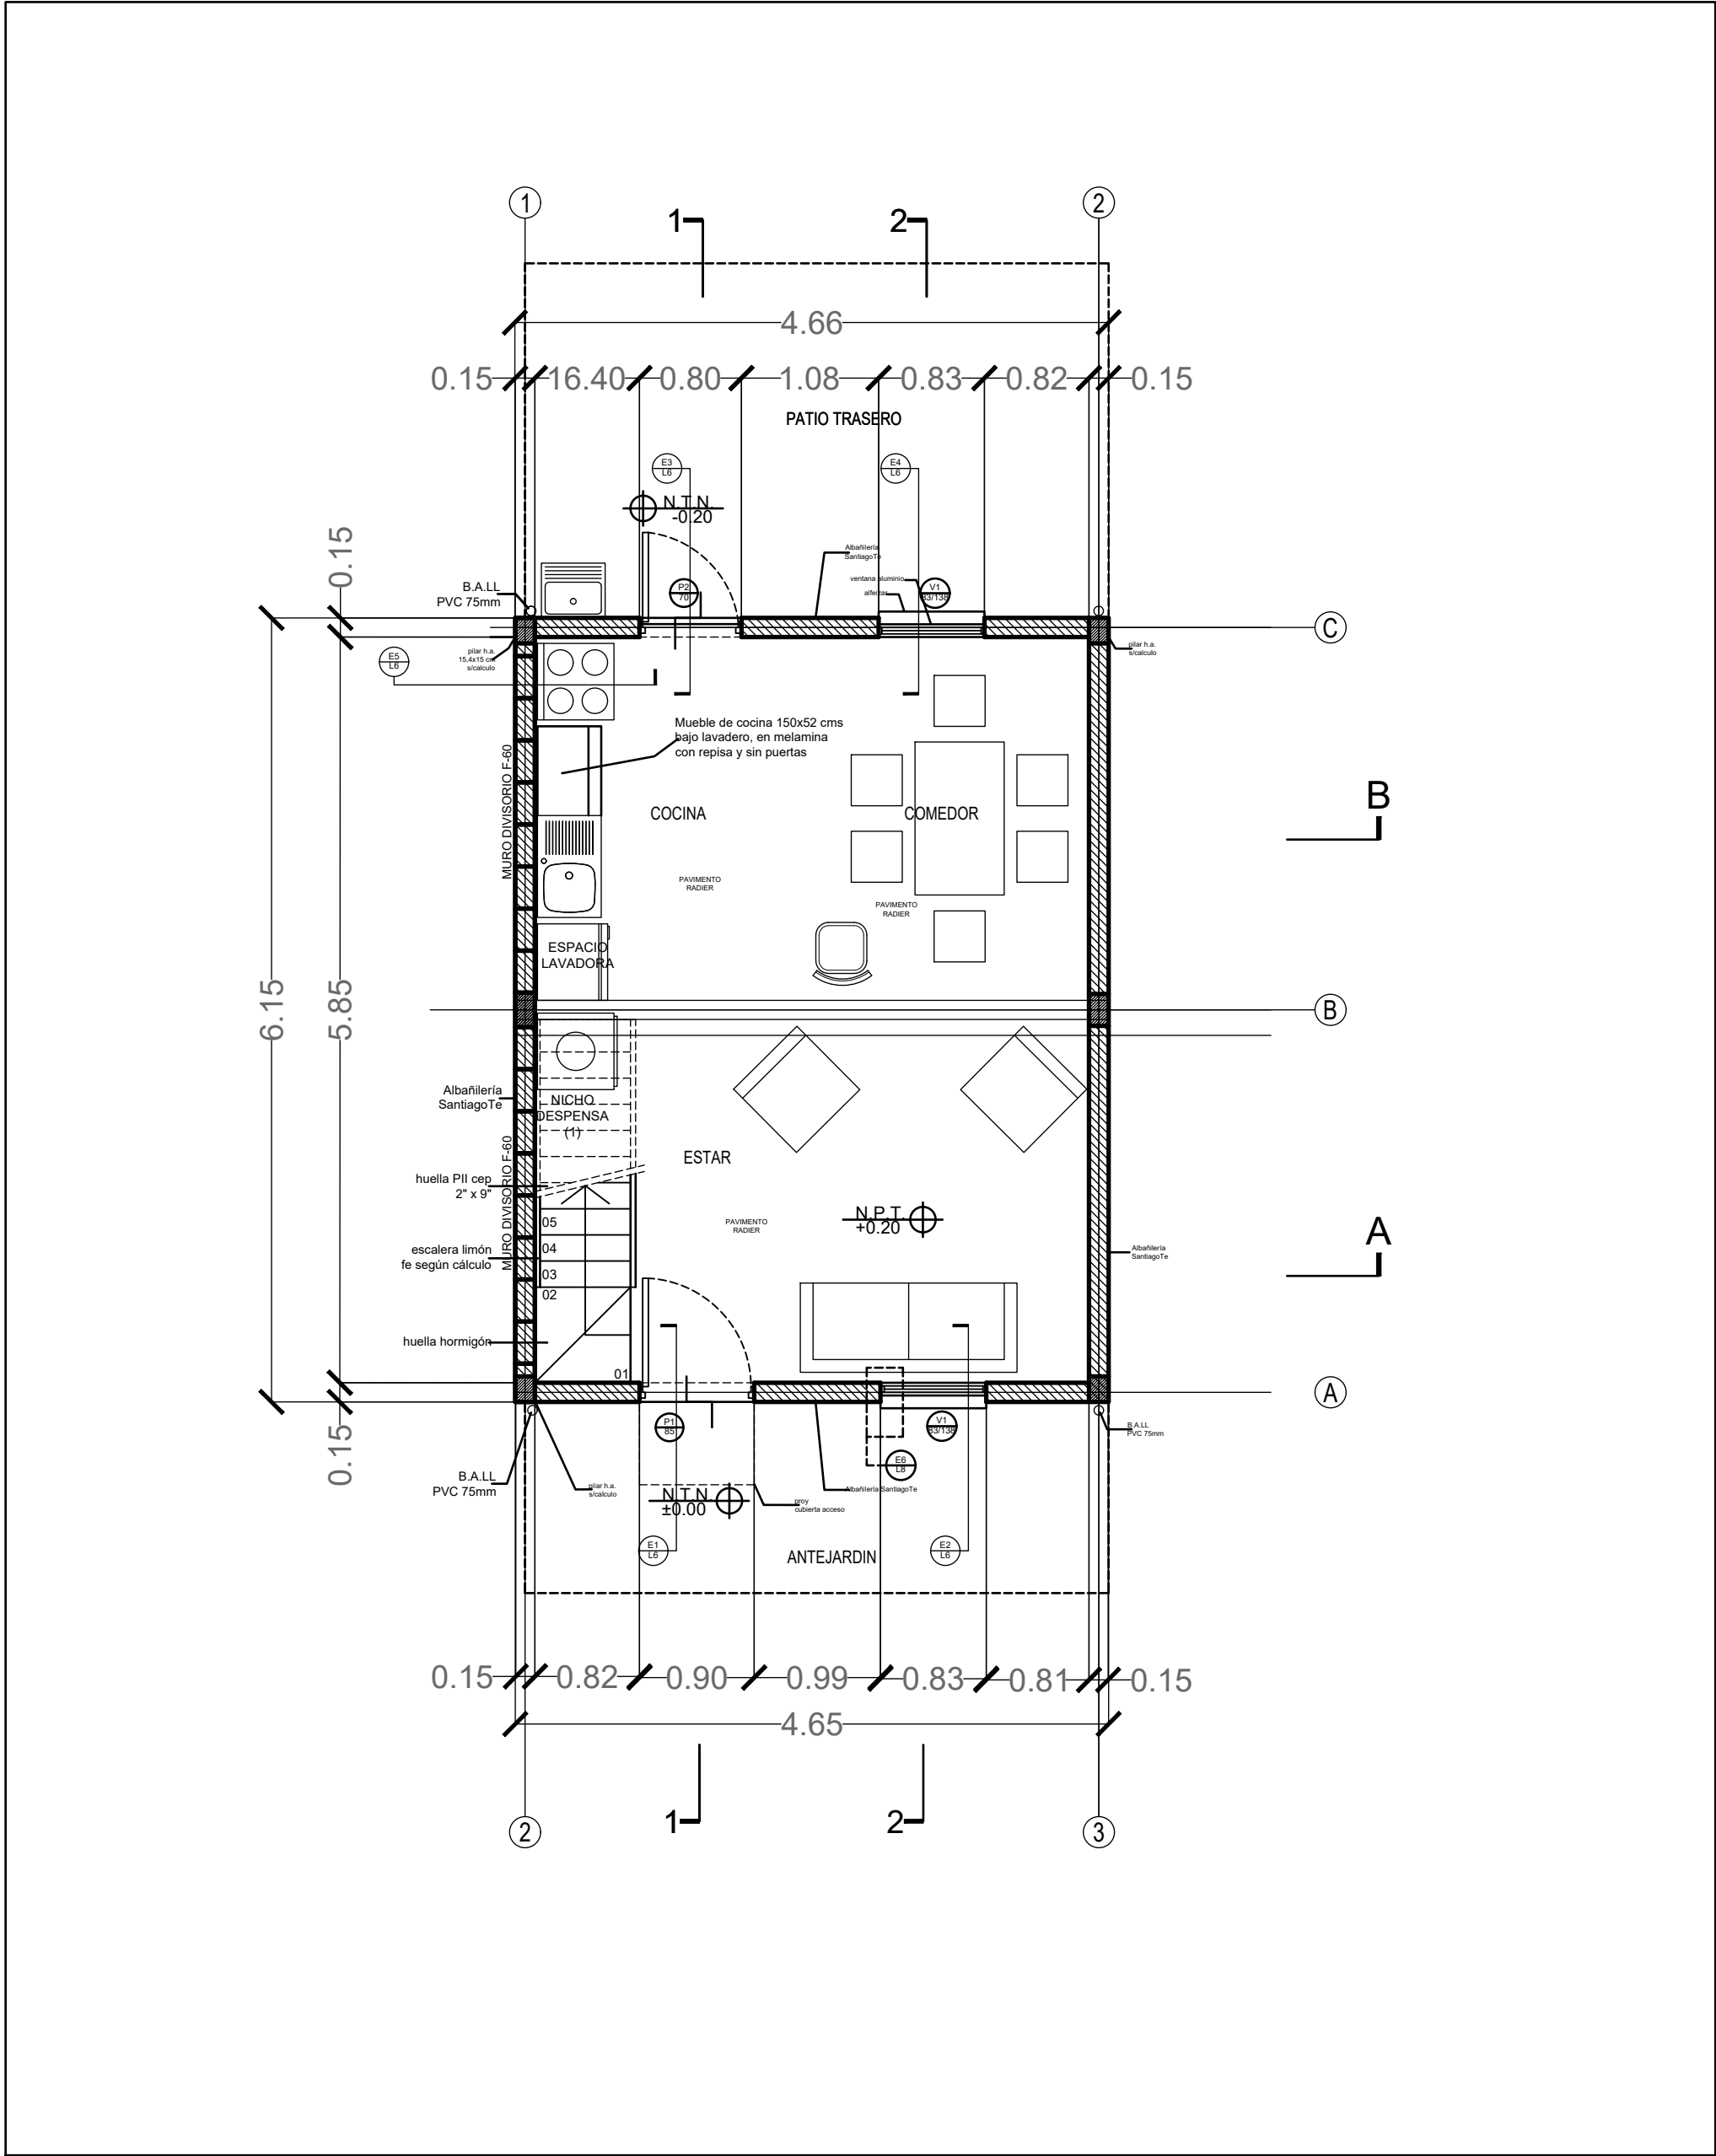 1
2
1
2
4.66
0.15
16.40
0.80
1.08
0.83
0.82
0.15
PATIO TRASERO
E3
L6
E4
L6
N.T.N.
-0.20
0.15
Albañilería
SantiagoTe
ventana aluminio
alfeizar
B.A.LL
PVC 75mm
P2
70
V1
83/138
C
pilar h.a.
15,4x15 cm
s/calculo
pilar h.a.
s/calculo
E5
L6
Mueble de cocina 150x52 cms
bajo lavadero, en melamina
con repisa y sin puertas
MURO DIVISORIO F-60
COCINA
COMEDOR
B
PAVIMENTO
RADIER
PAVIMENTO
RADIER
ESPACIO
LAVADORA
6.15
5.85
B
Albañilería
SantiagoTe
NICHO
DESPENSA
(1)
MURO DIVISORIO F-60
ESTAR
huella PII cep
2" x 9"
05
04
03
02
01
PAVIMENTO
RADIER
N.P.T.
+0.20
A
escalera limón
fe según cálculo
Albañilería
SantiagoTe
huella hormigón
A
0.15
P1
85
V1
83/138
B.A.LL
PVC 75mm
E6
L8
B.A.LL
PVC 75mm
pilar h.a.
s/calculo
Albañilería SantiagoTe
N.T.N.
±0.00
proy
cubierta acceso
E1
L6
E2
L6
ANTEJARDIN
0.15
0.82
0.90
0.99
0.83
0.81
0.15
4.65
1
2
2
3